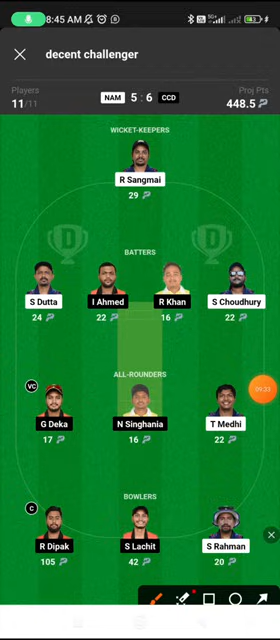 8:45 AM
decent challenger
Players
11/11
NAM 5 : 6 CCD
Proj Pts
448.5
WICKET-KEEPERS
R Sangmai
29
BATTERS
S Dutta I Ahmed R Khan S Choudhury
24 22 16 22
ALL-ROUNDERS
VC
G Deka N Singhania T Medhi
17 16 22
09:33
BOWLERS
C
R Dipak S Lachit S Rahman
105 42 20